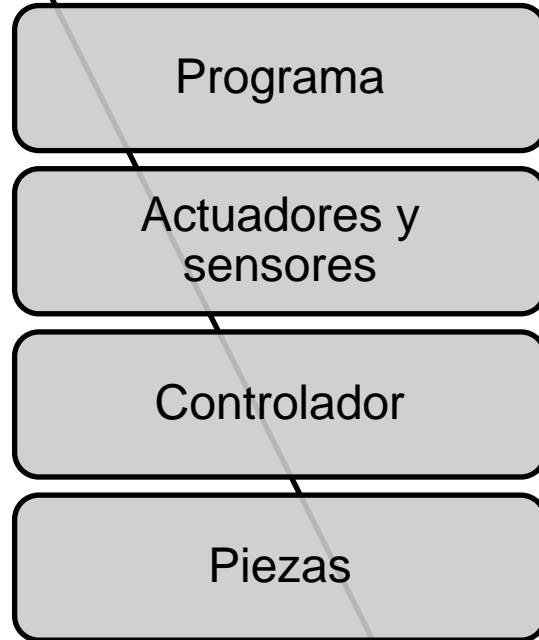 Programa
Actuadores y
sensores
Controlador
Piezas